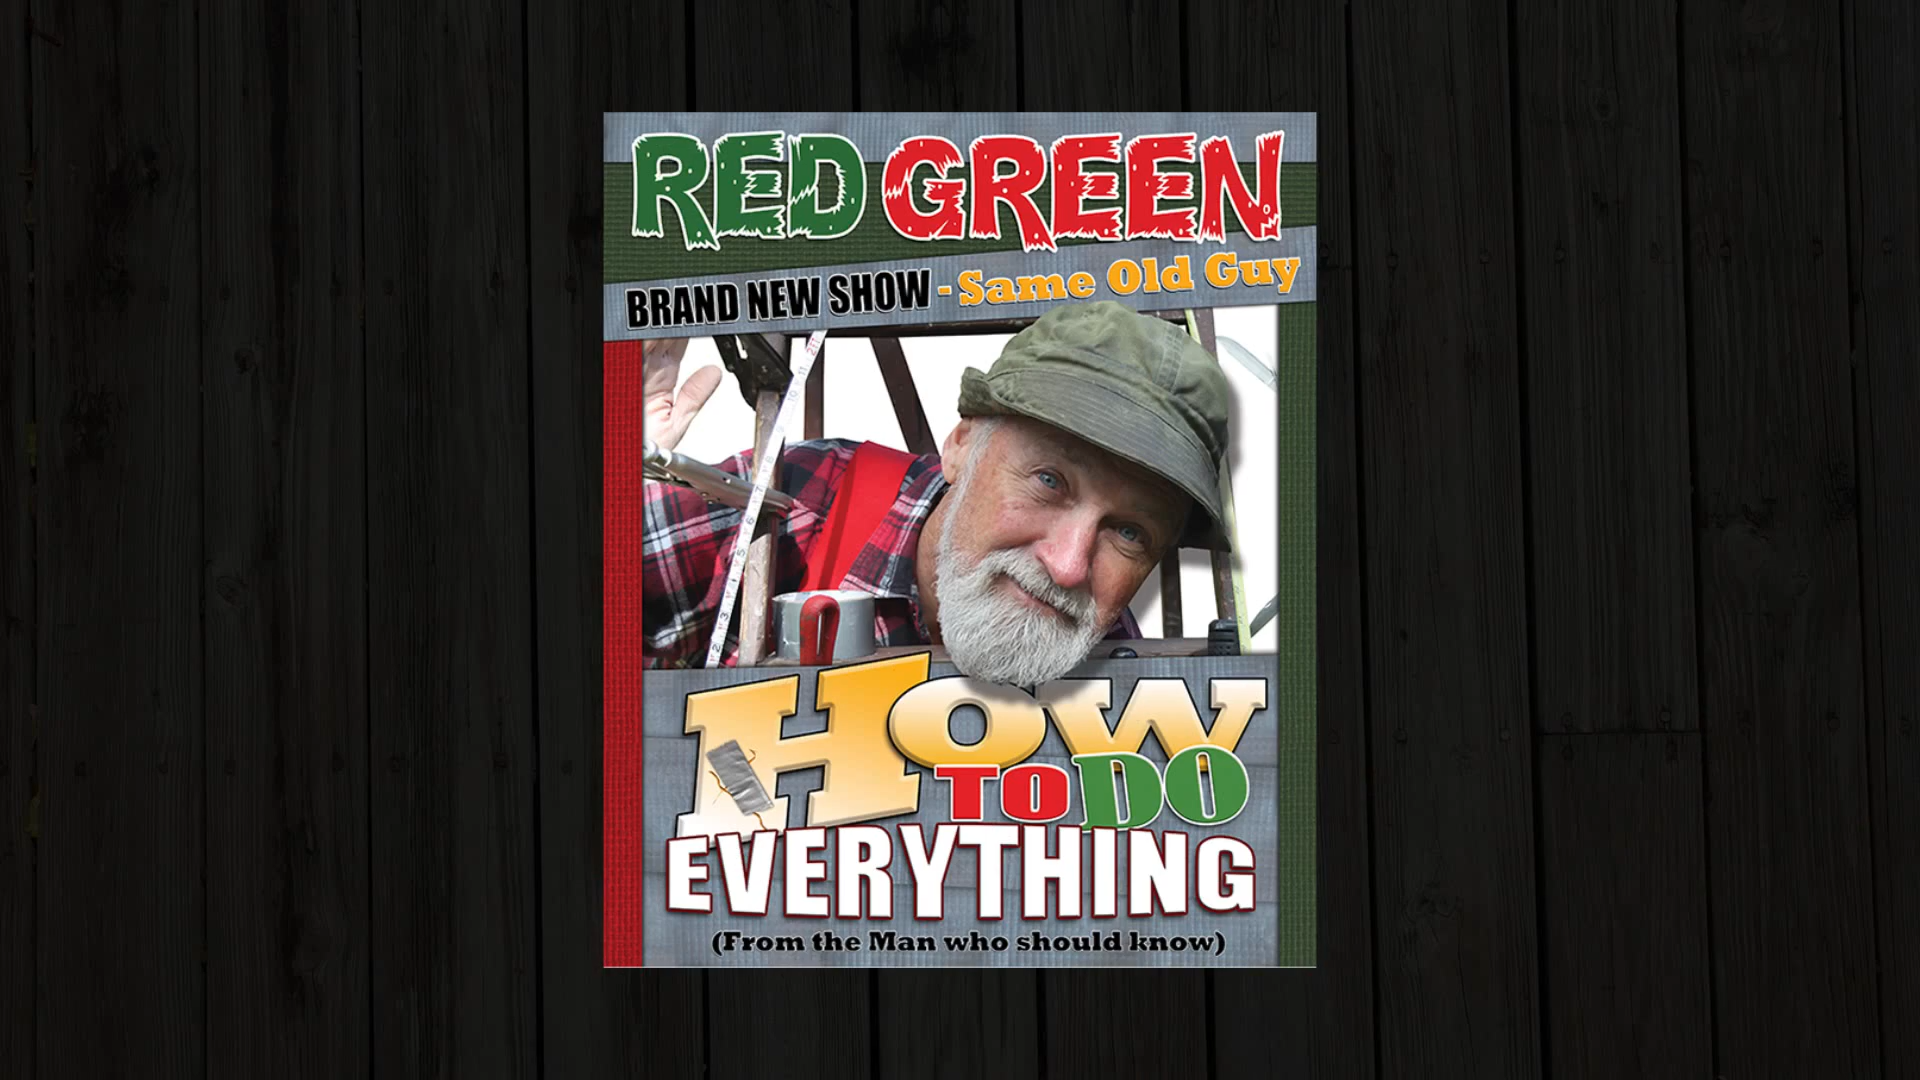 RED GREEN
BRAND NEW SHOW - Same Old Guy
HOW
TO DO
EVERYTHING
(From the Man who should know)